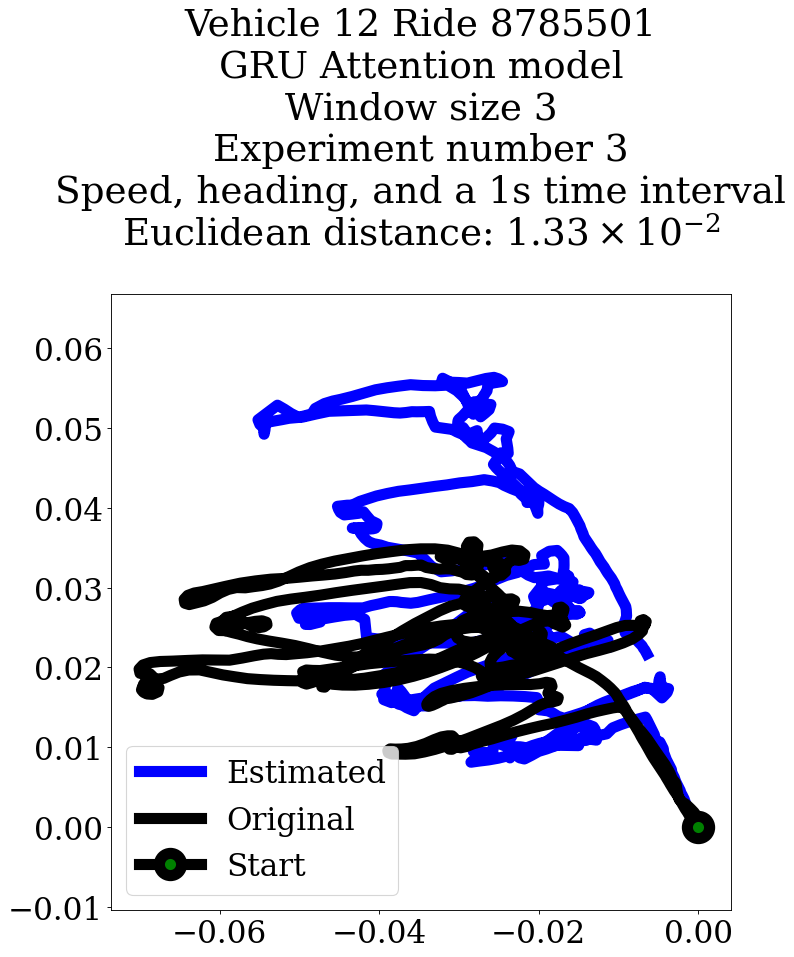 Vehicle 12 Ride 8785501
GRU Attention model
Window size 3
Experiment number 3
Speed, heading, and a 1s time interval
Euclidean distance: 1.33 × 10⁻²
0.06
0.05
0.04
0.03
0.02
0.01
0.00
−0.01
Estimated
Original
Start
−0.06
−0.04
−0.02
0.00